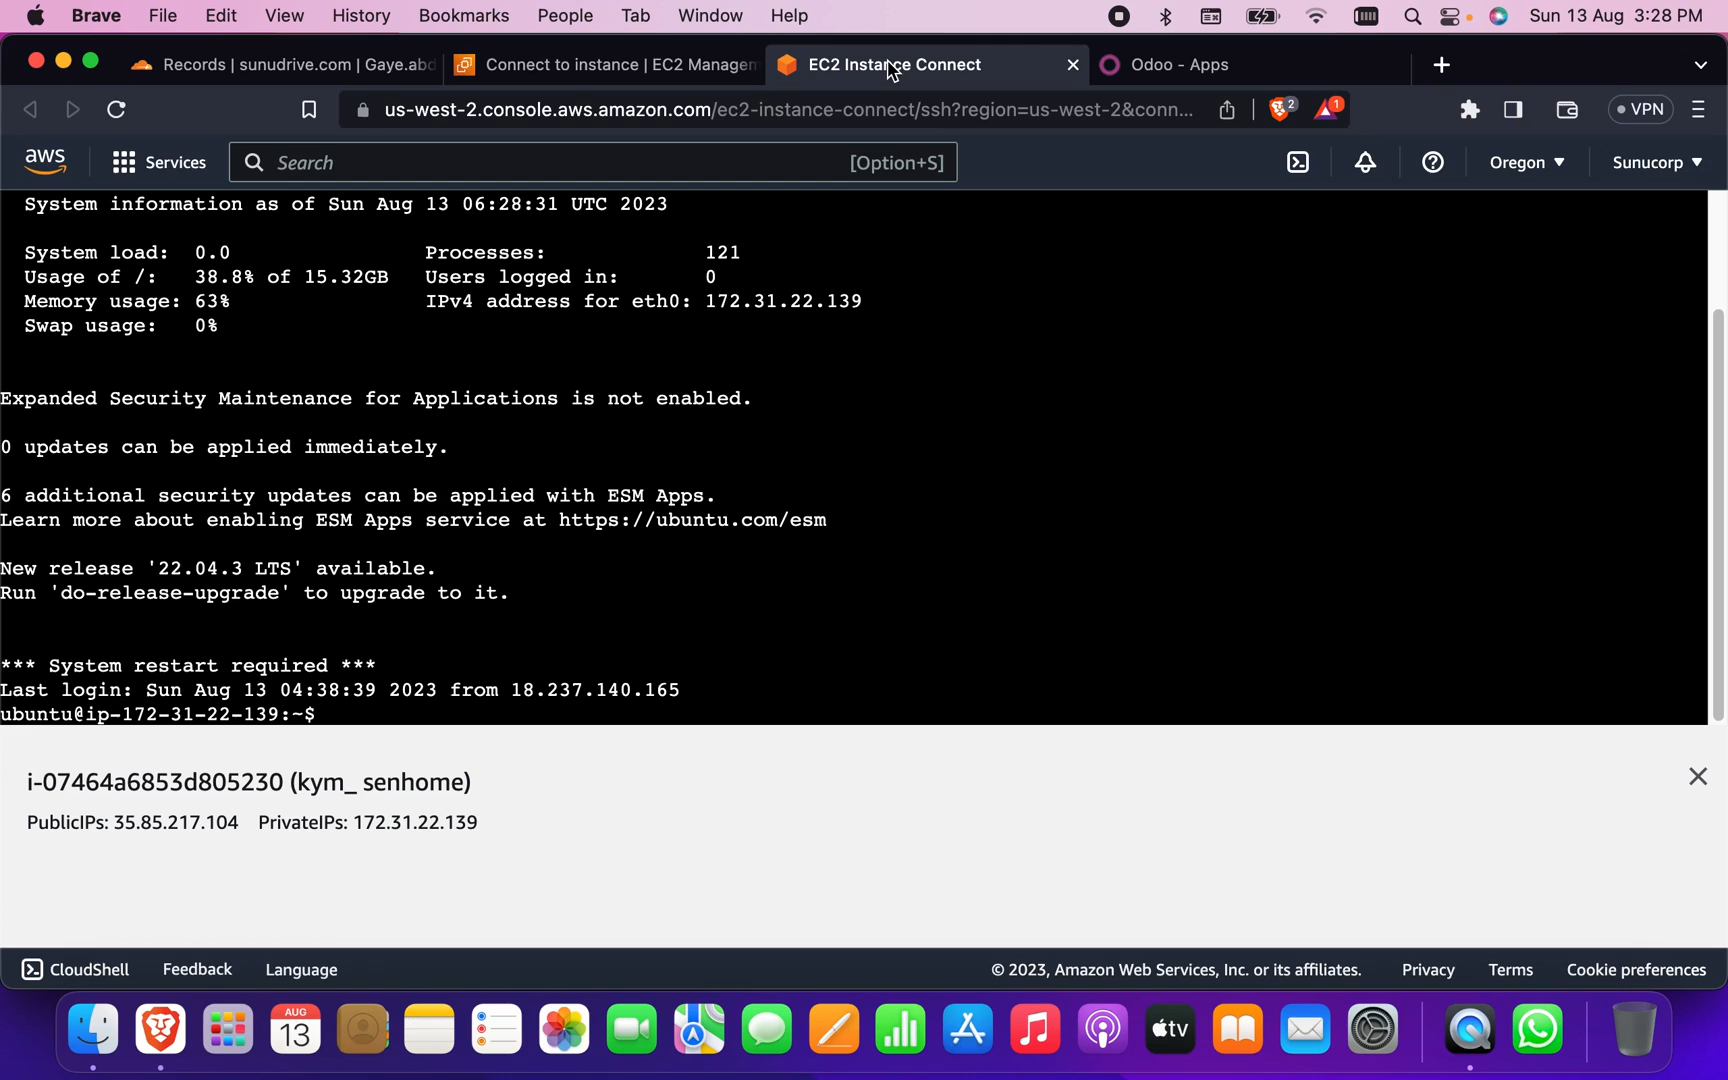 Brave File Edit View History Bookmarks People Tab Window Help Sun 13 Aug 3:28 PM
Records | sunudrive.com | Gaye.abd Connect to instance | EC2 Managem EC2 Instance Connect Odoo - Apps
us-west-2.console.aws.amazon.com/ec2-instance-connect/ssh?region=us-west-2&conn... 2 1 VPN
aws Services Search [Option+S] Oregon Sunucorp
System information as of Sun Aug 13 06:28:31 UTC 2023
System load: 0.0 Processes: 121
Usage of /: 38.8% of 15.32GB Users logged in: 0
Memory usage: 63% IPv4 address for eth0: 172.31.22.139
Swap usage: 0%
Expanded Security Maintenance for Applications is not enabled.
0 updates can be applied immediately.
6 additional security updates can be applied with ESM Apps.
Learn more about enabling ESM Apps service at https://ubuntu.com/esm
New release '22.04.3 LTS' available.
Run 'do-release-upgrade' to upgrade to it.
*** System restart required ***
Last login: Sun Aug 13 04:38:39 2023 from 18.237.140.165
ubuntu@ip-172-31-22-139:~$
i-07464a6853d805230 (kym_ senhome)
PublicIPs: 35.85.217.104 PrivateIPs: 172.31.22.139
CloudShell Feedback Language © 2023, Amazon Web Services, Inc. or its affiliates. Privacy Terms Cookie preferences
AUG
13
tv